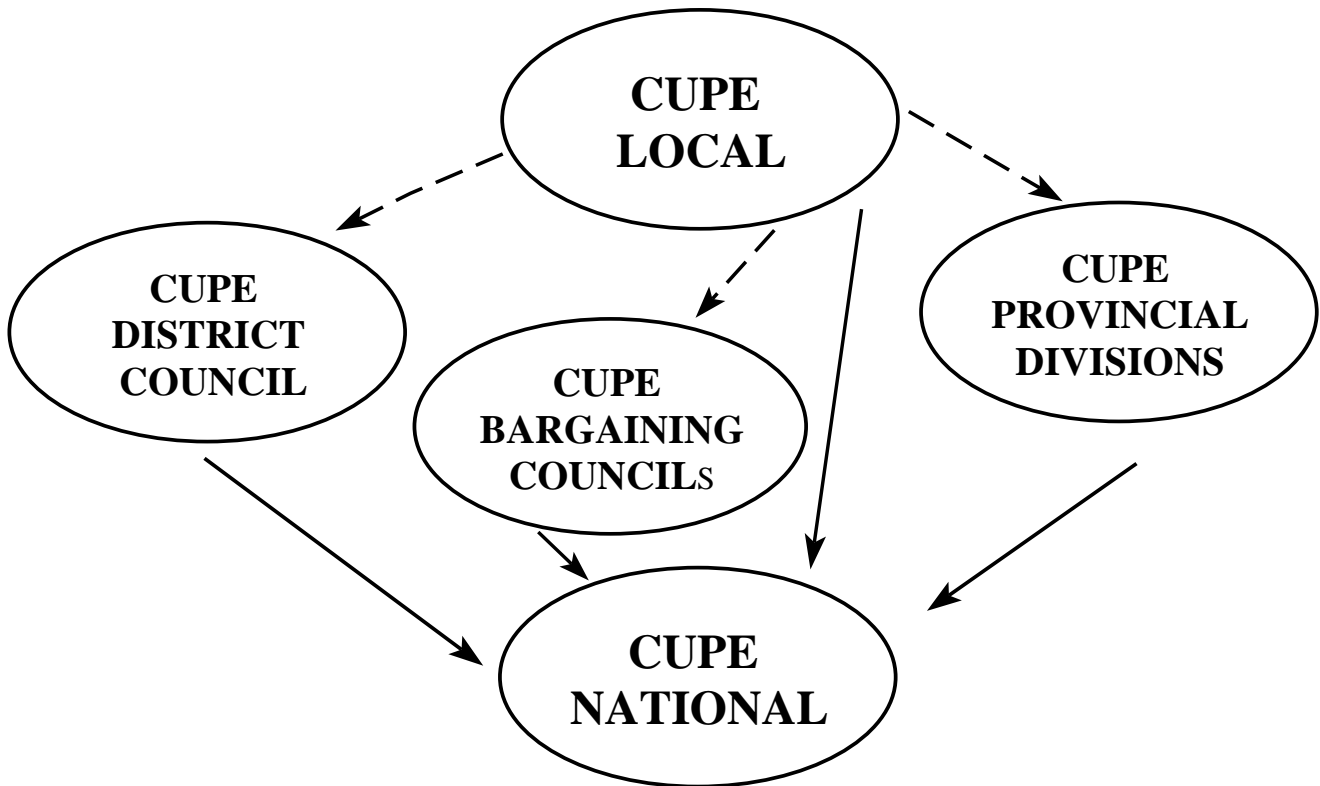 CUPE
LOCAL
CUPE
DISTRICT
COUNCIL
CUPE
BARGAINING
COUNCILS
CUPE
PROVINCIAL
DIVISIONS
CUPE
NATIONAL